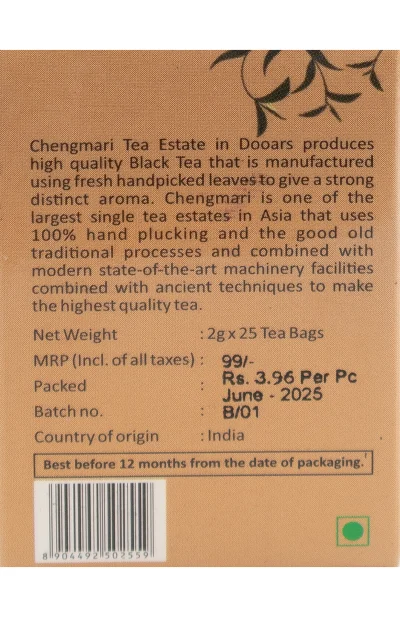 Chengmari Tea Estate in Dooars produces
high quality Black Tea that is manufactured
using fresh handpicked leaves to give a strong
distinct aroma. Chengmari is one of the
largest single tea estates in Asia that uses
100% hand plucking and the good old
traditional processes and combined with
modern state-of-the-art machinery facilities
combined with ancient techniques to make
the highest quality tea.
Net Weight : 2g x 25 Tea Bags
MRP (Incl. of all taxes) : 99/-
Rs. 3.96 Per Pc
Packed : June - 2025
Batch no. : B/01
Country of origin : India
Best before 12 months from the date of packaging.
8 904492 502559